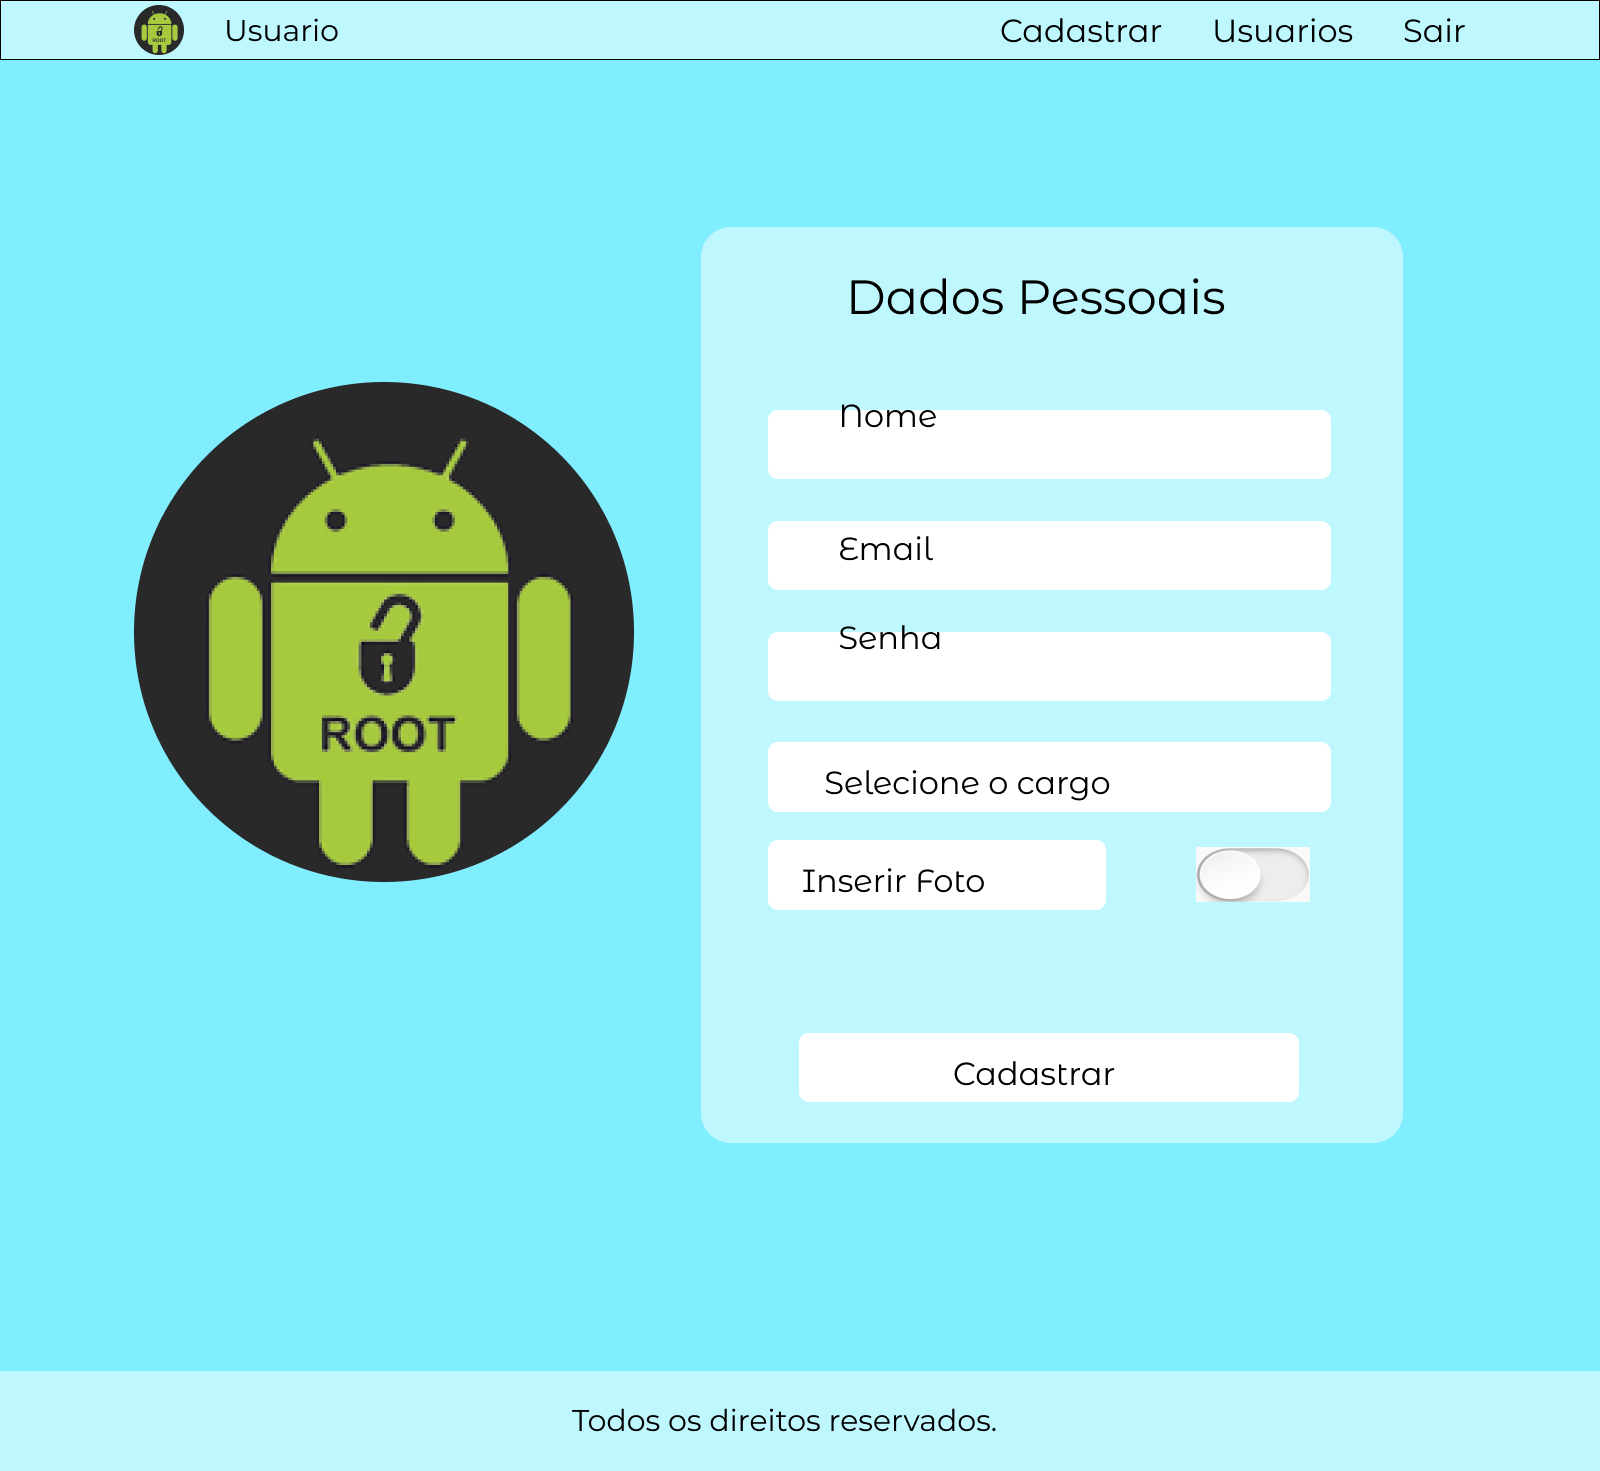 Usuario
Cadastrar
Usuarios
Sair
Dados Pessoais
Nome
Email
Senha
Selecione o cargo
Inserir Foto
ROOT
Cadastrar
Todos os direitos reservados.